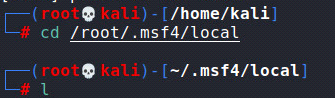 ┌──(root💀kali)-[/home/kali]
└─# cd /root/.msf4/local
┌──(root💀kali)-[~/.msf4/local]
└─# l